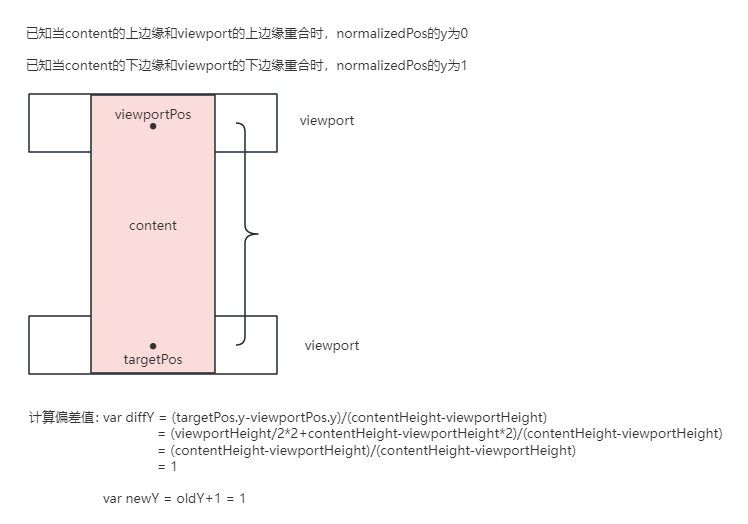 已知当content的上边缘和viewport的上边缘重合时，normalizedPos的y为0
已知当content的下边缘和viewport的下边缘重合时，normalizedPos的y为1
viewportPos
viewport
content
viewport
targetPos
计算偏差值: var diffY = (targetPos.y-viewportPos.y)/(contentHeight-viewportHeight)
= (viewportHeight/2*2+contentHeight-viewportHeight*2)/(contentHeight-viewportHeight)
= (contentHeight-viewportHeight)/(contentHeight-viewportHeight)
= 1
var newY = oldY+1 = 1